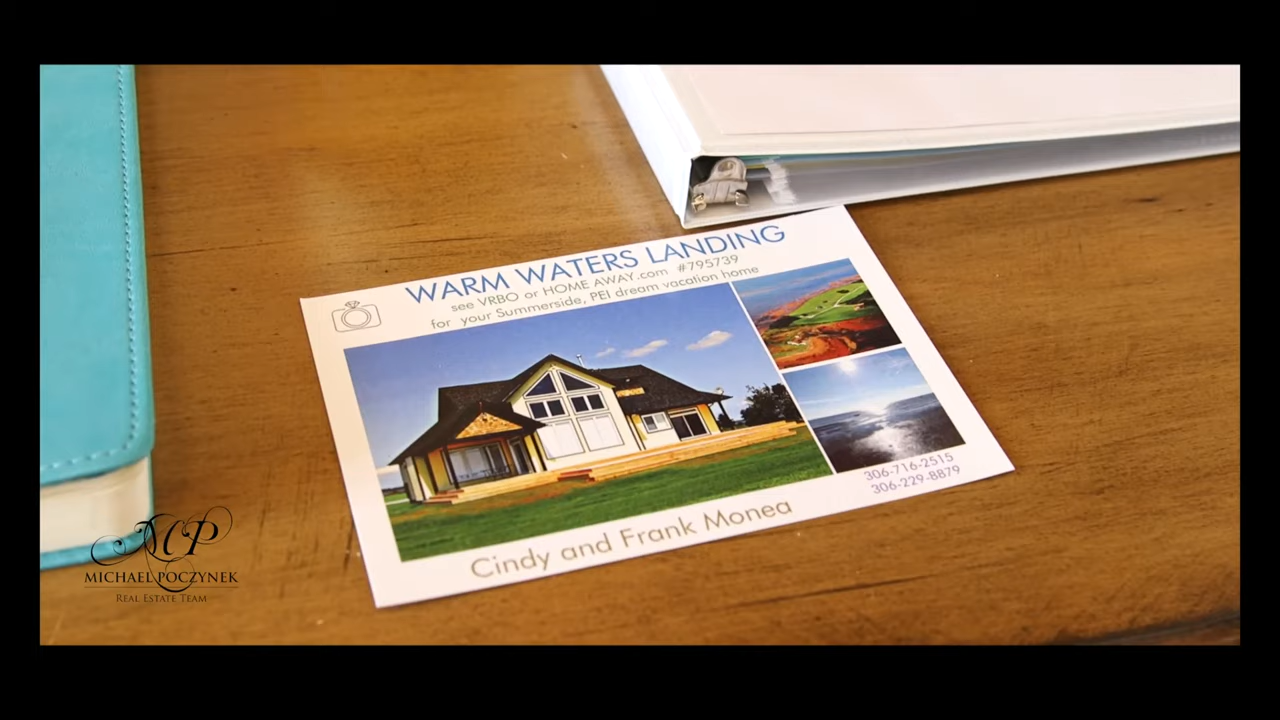 WARM WATERS LANDING
see VRBO or HOME AWAY.com #795739
for your Summerside, PEI dream vacation home
306-716-2515
306-229-8879
Cindy and Frank Monea
MCP
MICHAEL POCZYNEK
REAL ESTATE TEAM